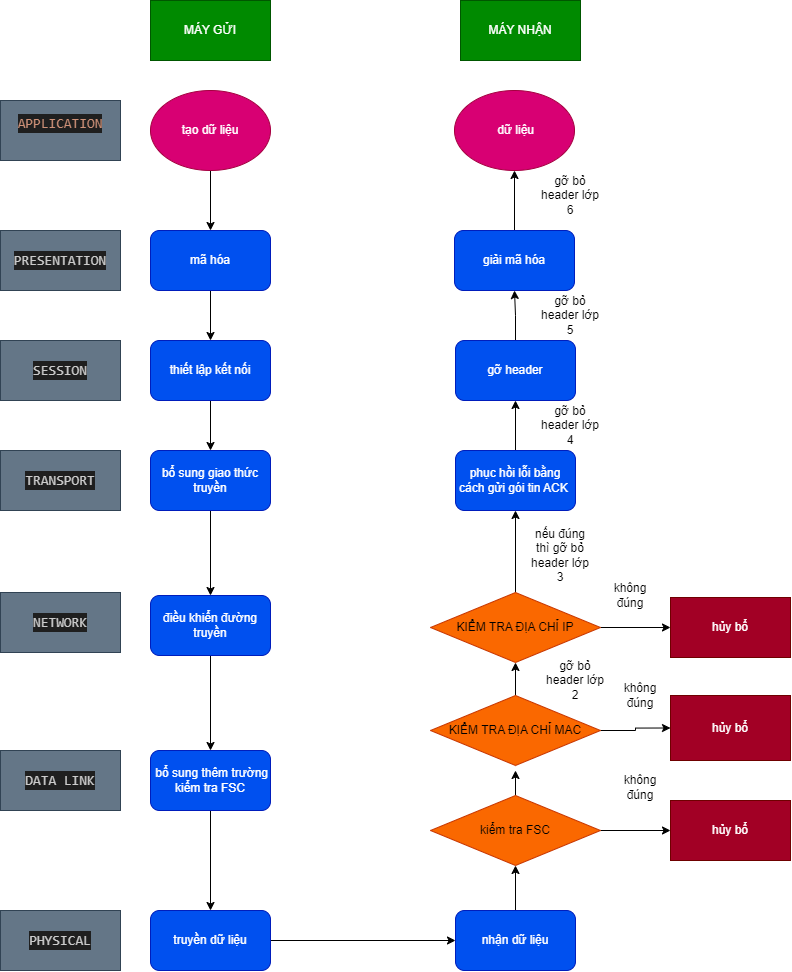 MÁY GỬI
MÁY NHẬN
APPLICATION
tạo dữ liệu
dữ liệu
gỡ bỏ
header lớp
6
PRESENTATION
mã hóa
giải mã hóa
gỡ bỏ
header lớp
5
SESSION
thiết lập kết nối
gỡ header
gỡ bỏ
header lớp
4
TRANSPORT
bổ sung giao thức
truyền
phục hồi lỗi bằng
cách gửi gói tin ACK
nếu đúng
thì gỡ bỏ
header lớp
3
không
đúng
NETWORK
điều khiển đường
truyền
KIỂM TRA ĐỊA CHỈ IP
hủy bỏ
gỡ bỏ
header lớp
2
không
đúng
KIỂM TRA ĐỊA CHỈ MAC
hủy bỏ
DATA LINK
bổ sung thêm trường
kiểm tra FSC
không
đúng
kiểm tra FSC
hủy bỏ
PHYSICAL
truyền dữ liệu
nhận dữ liệu